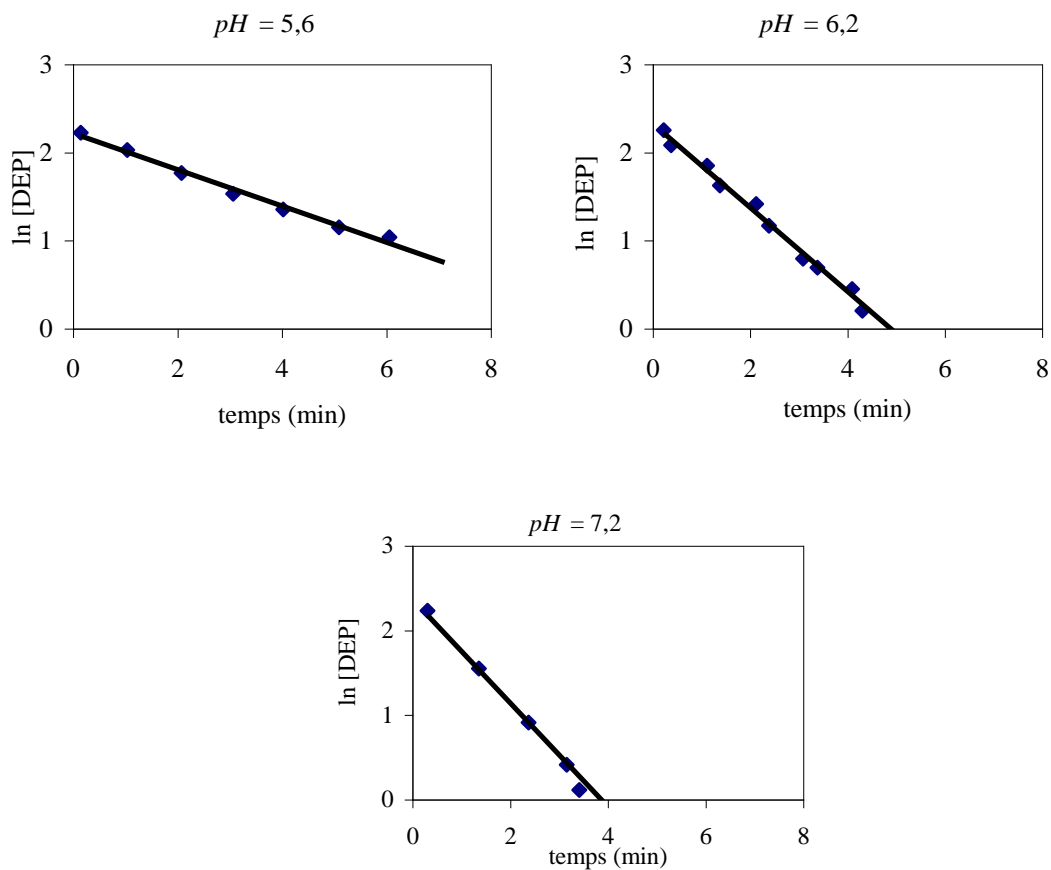 pH = 5,6
3
2
1
0
ln [DEP]
0 2 4 6 8
temps (min)
pH = 6,2
3
2
1
0
ln [DEP]
0 2 4 6 8
temps (min)
pH = 7,2
3
2
1
0
ln [DEP]
0 2 4 6 8
temps (min)